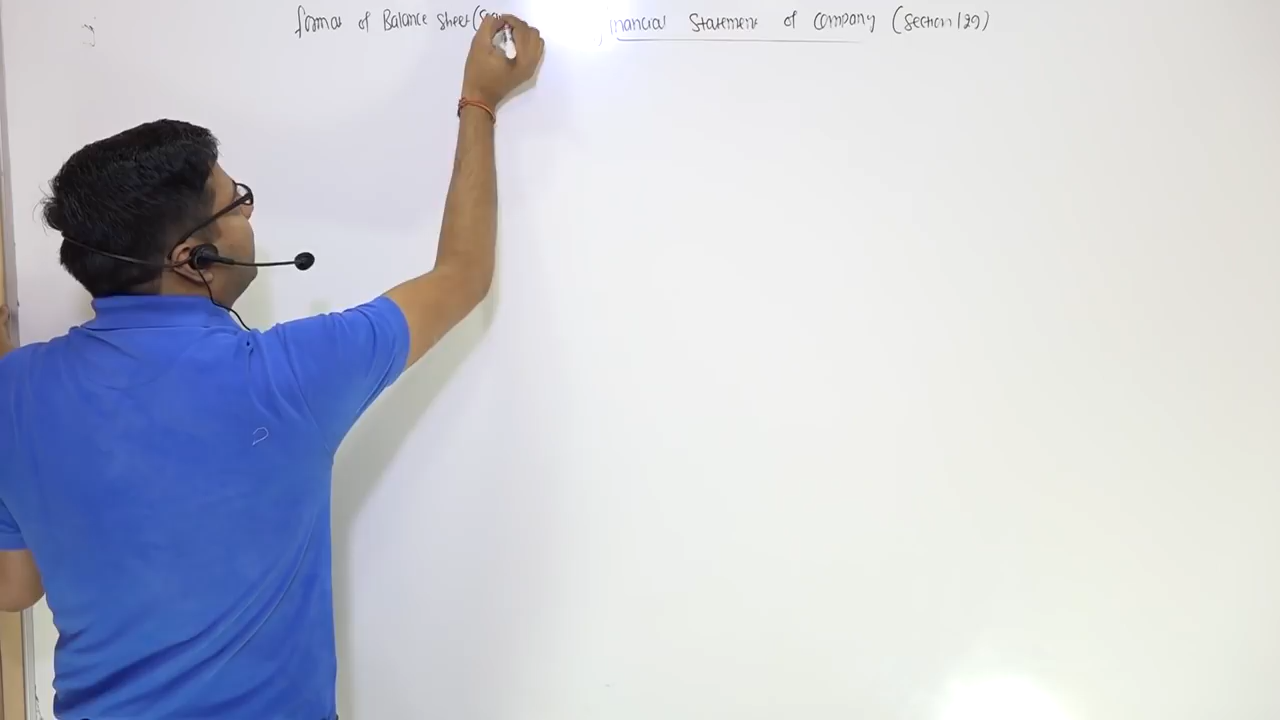 format of Balance Sheet (
financial Statement of company (Section 129)